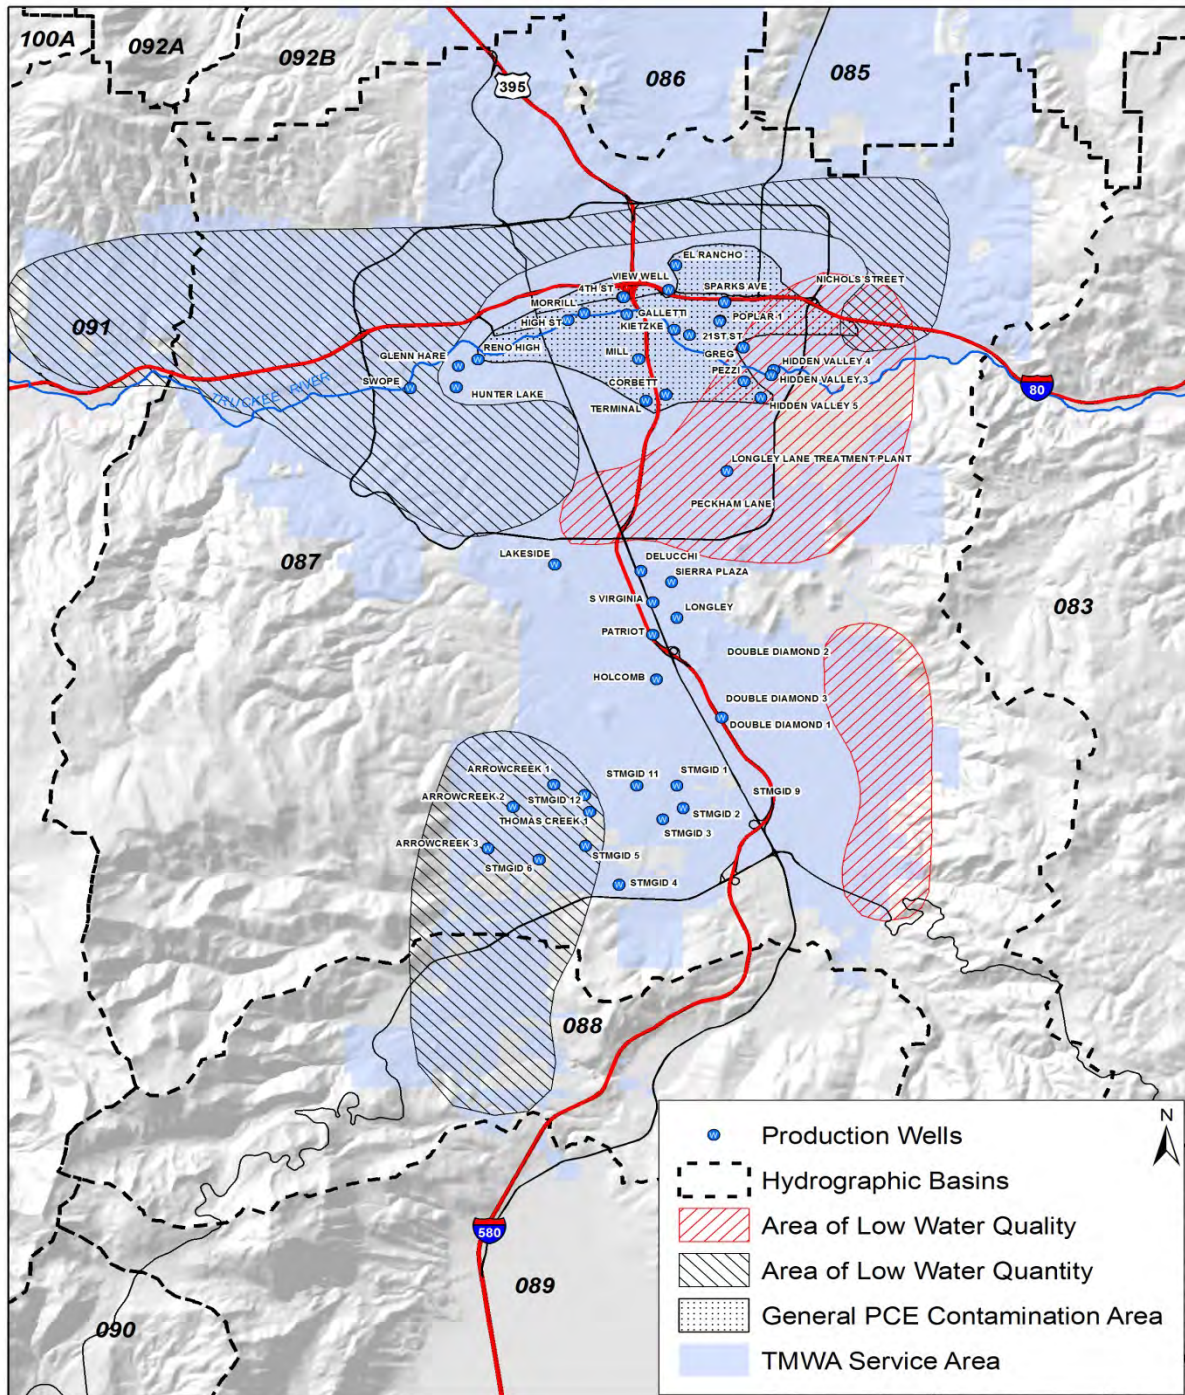 100A
092A
092B
086
085
395
EL RANCHO
VIEW WELL
NICHOLS STREET
4TH ST
SPARKS AVE
MORRILL
GALLETTI
POPLAR 1
HIGH ST
KIETZKE
21ST ST
091
RENO HIGH
GREG
GLENN HARE
MILL
HIDDEN VALLEY 4
PEZZI
HIDDEN VALLEY 3
SWOPE
TRUCKEE RIVER
HUNTER LAKE
CORBETT
80
TERMINAL
HIDDEN VALLEY 5
LONGLEY LANE TREATMENT PLANT
PECKHAM LANE
LAKESIDE
DELUCCHI
087
SIERRA PLAZA
S VIRGINIA
LONGLEY
083
PATRIOT
DOUBLE DIAMOND 2
HOLCOMB
DOUBLE DIAMOND 3
DOUBLE DIAMOND 1
ARROWCREEK 1
STMGID 11
STMGID 1
STMGID 9
ARROWCREEK 2
STMGID 12
STMGID 2
THOMAS CREEK 1
STMGID 3
ARROWCREEK 3
STMGID 5
STMGID 6
STMGID 4
088
N
W Production Wells
Hydrographic Basins
Area of Low Water Quality
580
Area of Low Water Quantity
089
General PCE Contamination Area
090
TMWA Service Area